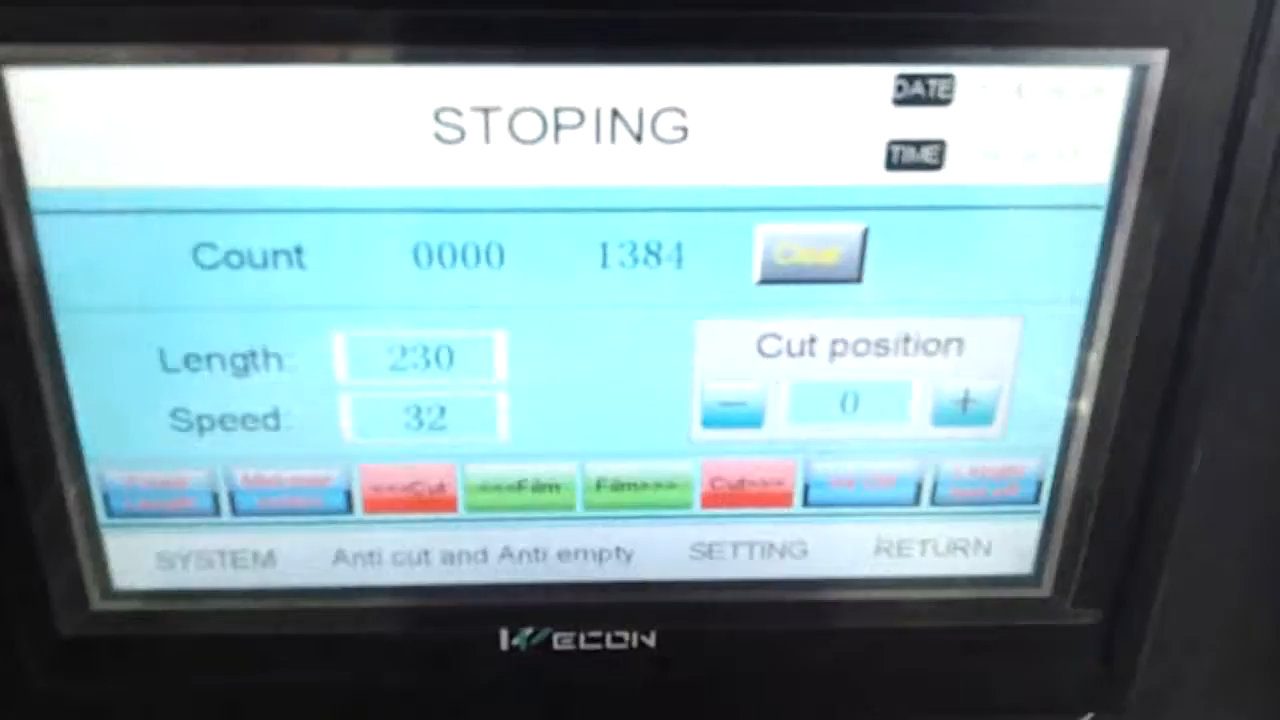 STOPING
DATE
TIME
Count 0000 1384 Clear
Length: 230
Speed: 32
Cut position
− 0 +
<<<Cut <<<Film Film>>> Cut>>>
SYSTEM Anti cut and Anti empty SETTING RETURN
WECON